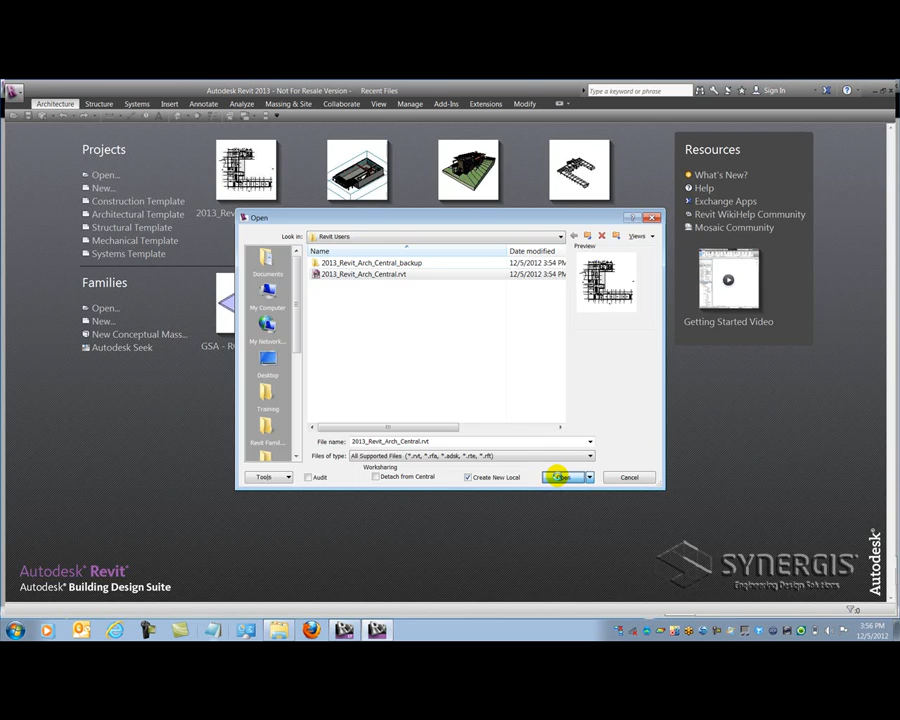 Autodesk Revit 2013 - Not For Resale Version - Recent Files
Type a keyword or phrase
Sign In
Architecture Structure Systems Insert Annotate Analyze Massing & Site Collaborate View Manage Add-Ins Extensions Modify
Projects
Open...
New...
Construction Template
Architectural Template
Structural Template
Mechanical Template
Systems Template
Families
Open...
New...
New Conceptual Mass...
Autodesk Seek
Resources
What's New?
Help
Exchange Apps
Revit WikiHelp Community
Mosaic Community
Getting Started Video
Open
Look in: Revit Users
Views
Name Date modified
2013_Revit_Arch_Central_backup 12/5/2012 3:54 PM
2013_Revit_Arch_Central.rvt 12/5/2012 3:54 PM
Preview
Documents
My Computer
My Network...
Desktop
Training
Revit Famil...
File name: 2013_Revit_Arch_Central.rvt
Files of type: All Supported Files (*.rvt, *.rfa, *.adsk, *.rte, *.rft)
Worksharing
Tools
Audit
Detach from Central
Create New Local
Open
Cancel
Autodesk® Revit®
Autodesk® Building Design Suite
SYNERGIS
Engineering Design Solutions
Autodesk®
:0
3:56 PM
12/5/2012